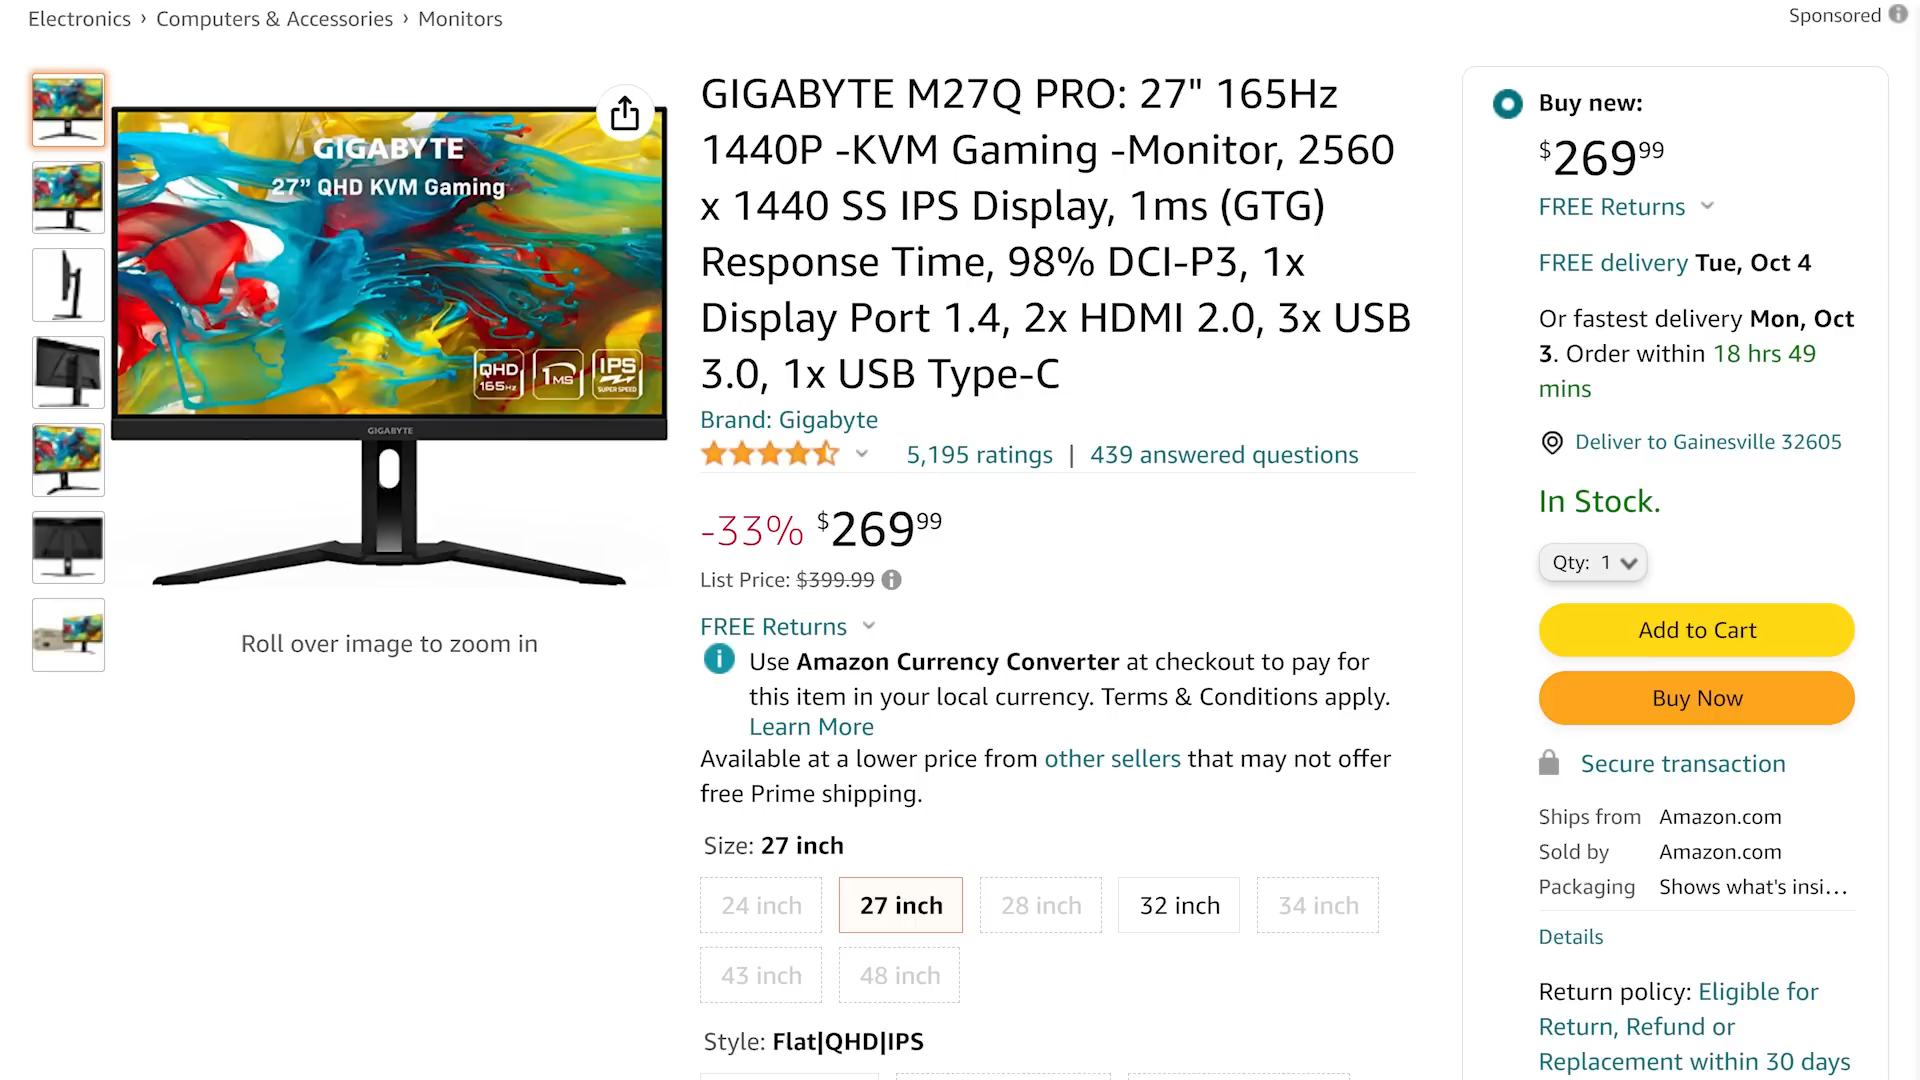 Electronics › Computers & Accessories › Monitors
Sponsored
GIGABYTE
27” QHD KVM Gaming
QHD
165Hz
1MS
IPS
SUPER SPEED
GIGABYTE
Roll over image to zoom in
GIGABYTE M27Q PRO: 27" 165Hz
1440P -KVM Gaming -Monitor, 2560
x 1440 SS IPS Display, 1ms (GTG)
Response Time, 98% DCI-P3, 1x
Display Port 1.4, 2x HDMI 2.0, 3x USB
3.0, 1x USB Type-C
Brand: Gigabyte
5,195 ratings | 439 answered questions
-33% $269 99
List Price: $399.99
FREE Returns
Use Amazon Currency Converter at checkout to pay for
this item in your local currency. Terms & Conditions apply.
Learn More
Available at a lower price from other sellers that may not offer
free Prime shipping.
Size: 27 inch
24 inch 27 inch 28 inch 32 inch 34 inch
43 inch 48 inch
Style: Flat|QHD|IPS
Buy new:
$269 99
FREE Returns
FREE delivery Tue, Oct 4
Or fastest delivery Mon, Oct
3. Order within 18 hrs 49
mins
Deliver to Gainesville 32605
In Stock.
Qty: 1
Add to Cart
Buy Now
Secure transaction
Ships from Amazon.com
Sold by Amazon.com
Packaging Shows what's insi...
Details
Return policy: Eligible for
Return, Refund or
Replacement within 30 days